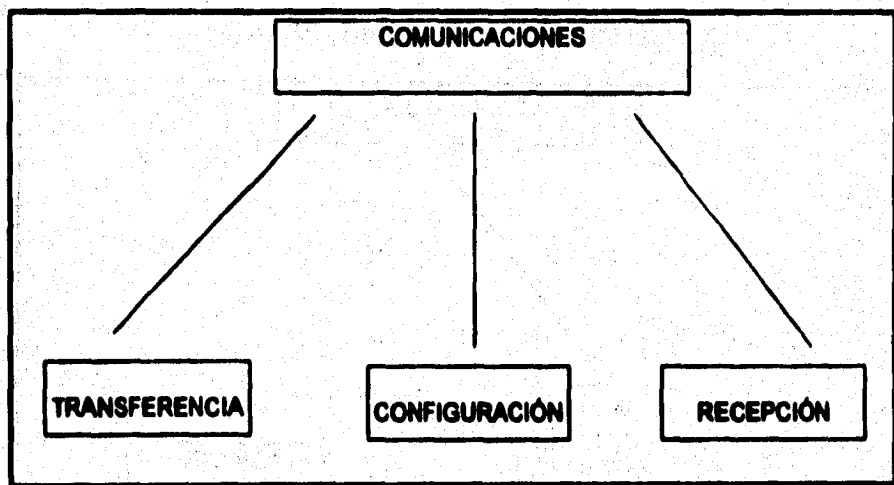 COMUNICACIONES
TRANSFERENCIA
CONFIGURACIÓN
RECEPCIÓN